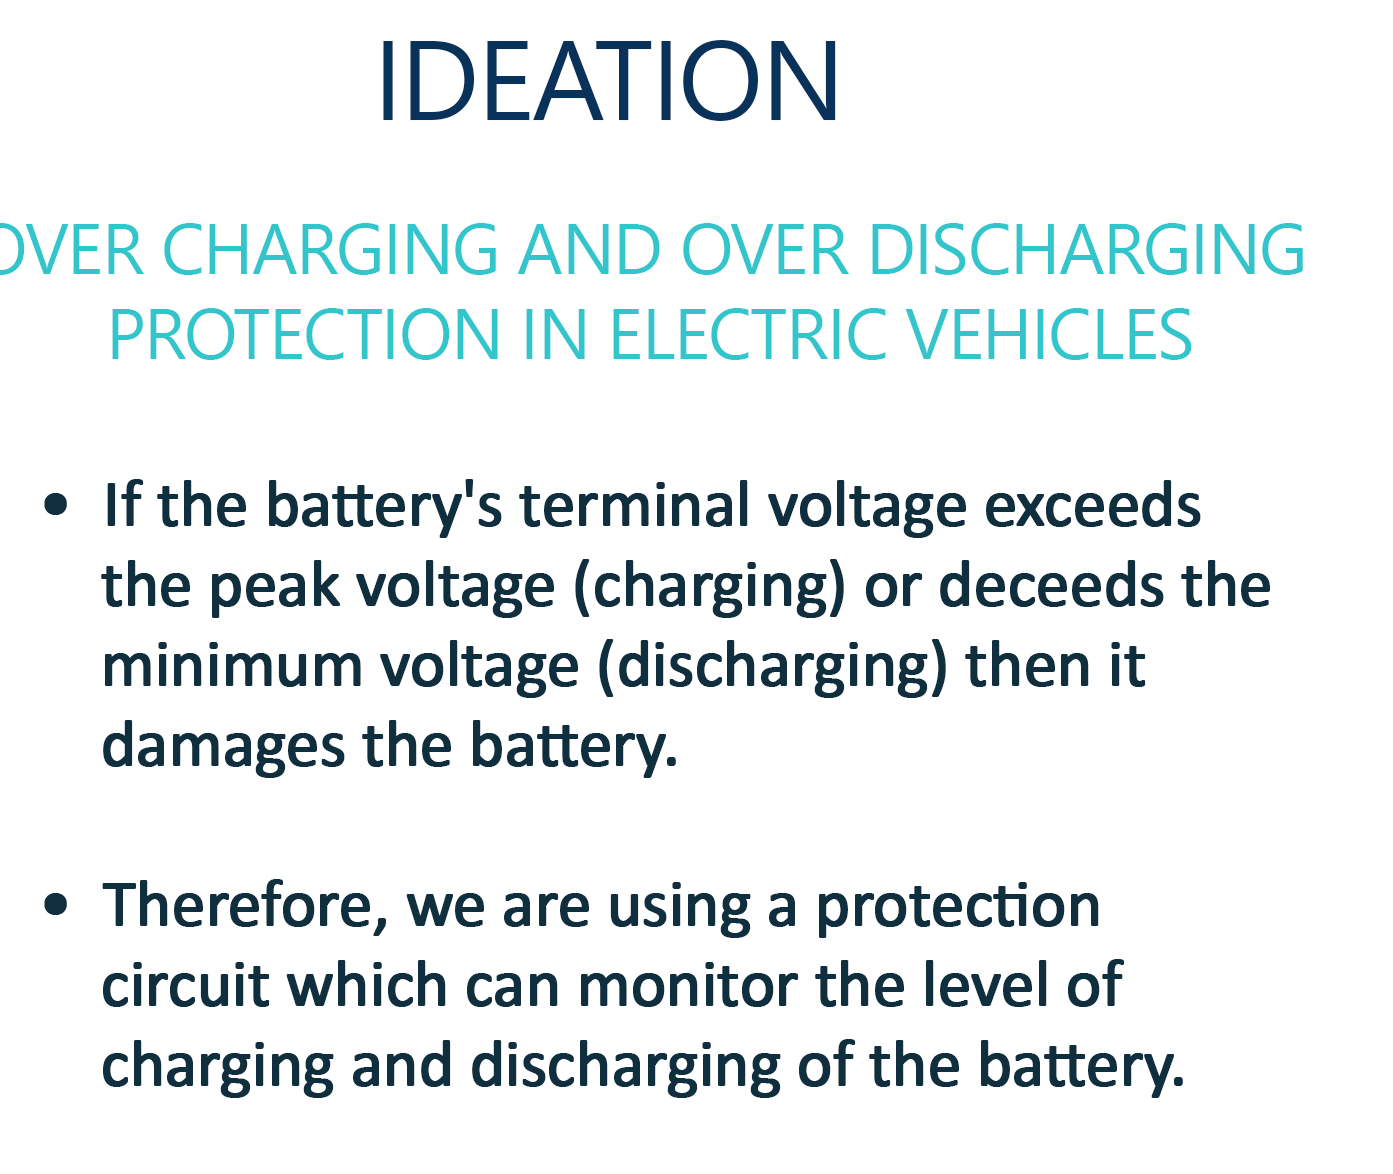 IDEATION
OVER CHARGING AND OVER DISCHARGING
PROTECTION IN ELECTRIC VEHICLES
• If the battery's terminal voltage exceeds
the peak voltage (charging) or deceeds the
minimum voltage (discharging) then it
damages the battery.
• Therefore, we are using a protection
circuit which can monitor the level of
charging and discharging of the battery.